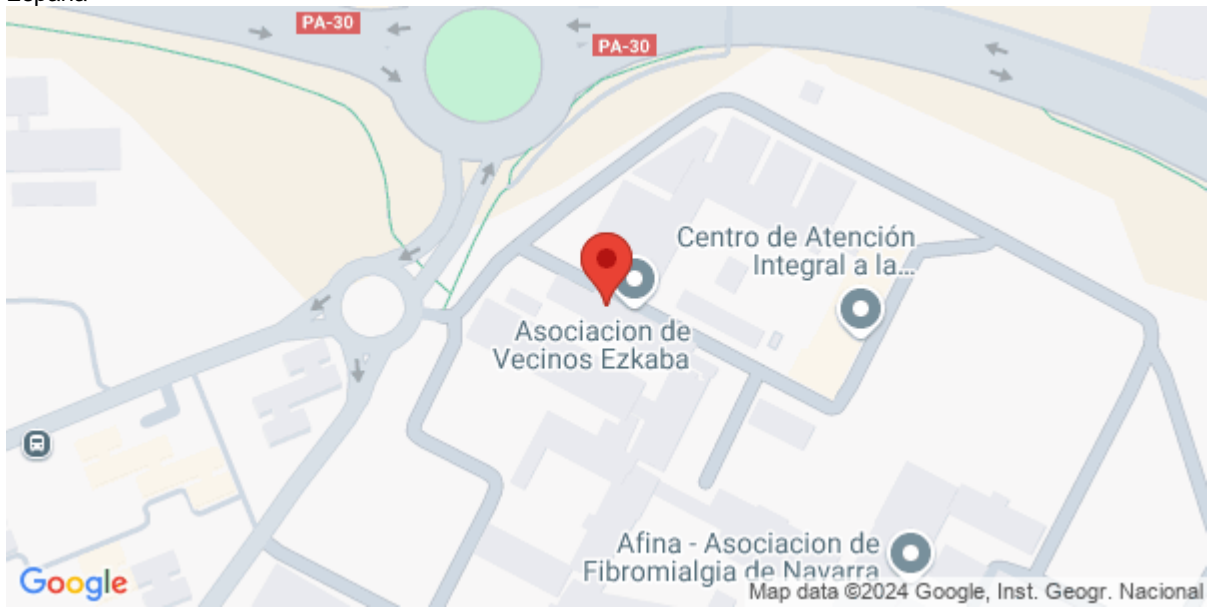 España
PA-30
PA-30
Centro de Atención
Integral a la...
Asociacion de
Vecinos Ezkaba
Afina - Asociacion de
Fibromialgia de Navarra
Google
Map data ©2024 Google, Inst. Geogr. Nacional